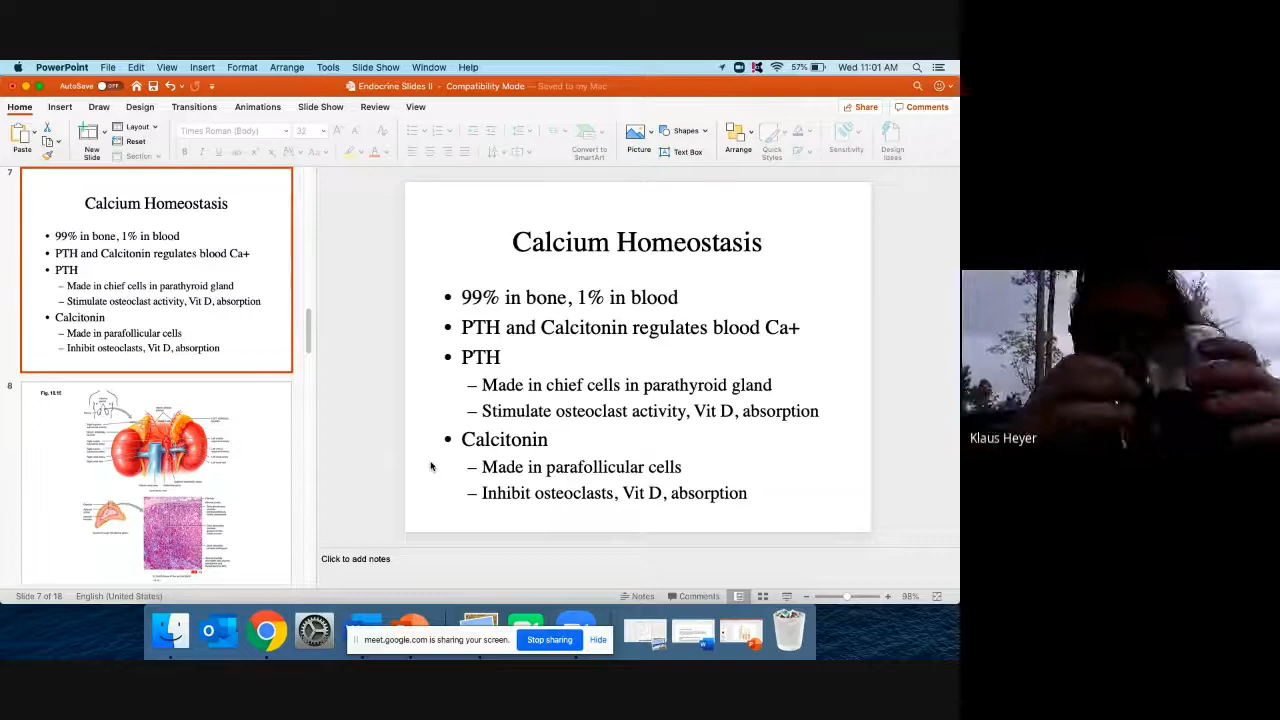 PowerPoint File Edit View Insert Format Arrange Tools Slide Show Window Help 57% Wed 11:01 AM
AutoSave OFF Endocrine Slides II - Compatibility Mode — Saved to my Mac
Home Insert Draw Design Transitions Animations Slide Show Review View Share Comments
Paste
New Slide
Layout
Reset
Section
Times Roman (Body) 32
Convert to SmartArt
Picture
Shapes
Text Box
Arrange
Quick Styles
Sensitivity
Design Ideas
7
Calcium Homeostasis
• 99% in bone, 1% in blood
• PTH and Calcitonin regulates blood Ca+
• PTH
– Made in chief cells in parathyroid gland
– Stimulate osteoclast activity, Vit D, absorption
• Calcitonin
– Made in parafollicular cells
– Inhibit osteoclasts, Vit D, absorption
8
Fig. 18.15
Calcium Homeostasis
• 99% in bone, 1% in blood
• PTH and Calcitonin regulates blood Ca+
• PTH
– Made in chief cells in parathyroid gland
– Stimulate osteoclast activity, Vit D, absorption
• Calcitonin
– Made in parafollicular cells
– Inhibit osteoclasts, Vit D, absorption
Click to add notes
Slide 7 of 18 English (United States) Notes Comments 98%
meet.google.com is sharing your screen. Stop sharing Hide
Klaus Heyer